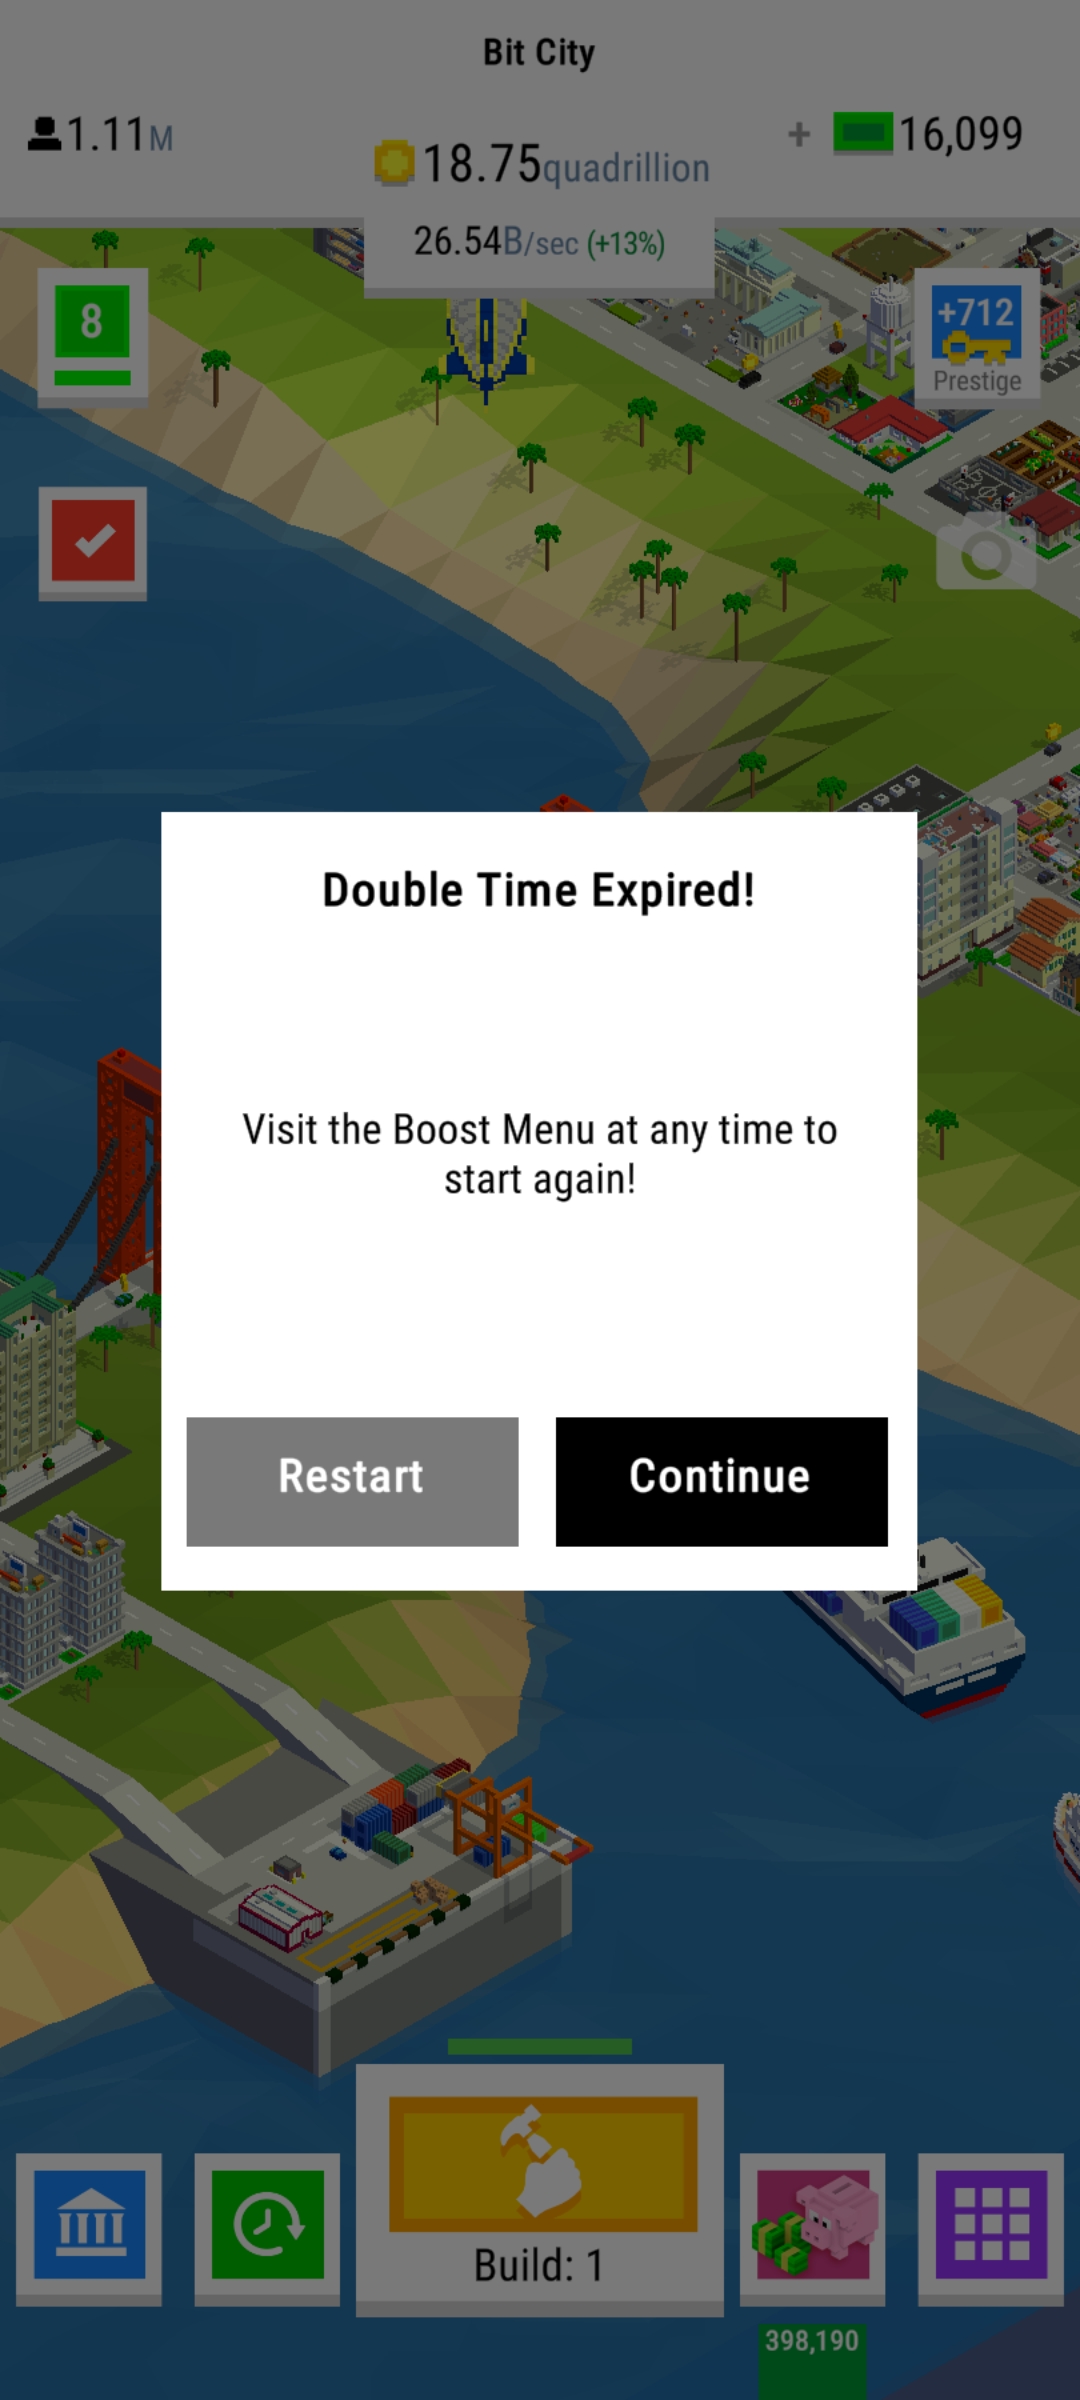 Bit City
1.11M
18.75quadrillion
+ 16,099
26.54B/sec (+13%)
8
+712
Prestige
Double Time Expired!
Visit the Boost Menu at any time to
start again!
Restart
Continue
Build: 1
398,190